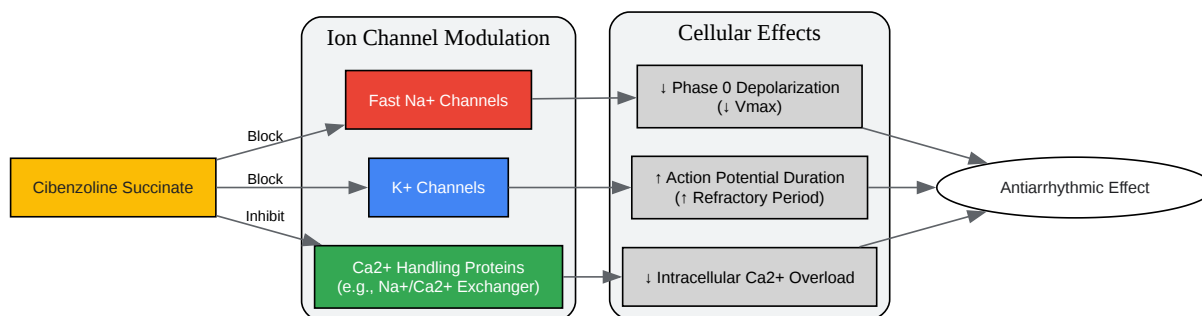 Ion Channel Modulation
Cellular Effects
Fast Na+ Channels
↓ Phase 0 Depolarization
(↓ Vmax)
Block
Cibenzoline Succinate
Block
K+ Channels
↑ Action Potential Duration
(↑ Refractory Period)
Antiarrhythmic Effect
Inhibit
Ca2+ Handling Proteins
(e.g., Na+/Ca2+ Exchanger)
↓ Intracellular Ca2+ Overload